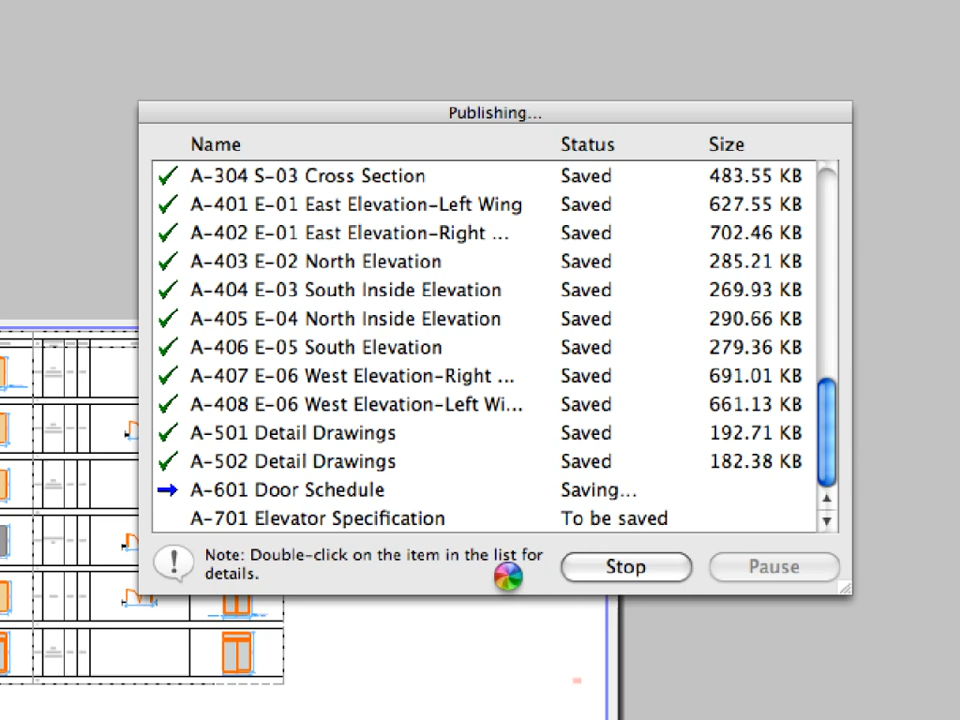 Publishing...
Name Status Size
A-304 S-03 Cross Section Saved 483.55 KB
A-401 E-01 East Elevation-Left Wing Saved 627.55 KB
A-402 E-01 East Elevation-Right ... Saved 702.46 KB
A-403 E-02 North Elevation Saved 285.21 KB
A-404 E-03 South Inside Elevation Saved 269.93 KB
A-405 E-04 North Inside Elevation Saved 290.66 KB
A-406 E-05 South Elevation Saved 279.36 KB
A-407 E-06 West Elevation-Right ... Saved 691.01 KB
A-408 E-06 West Elevation-Left Wi... Saved 661.13 KB
A-501 Detail Drawings Saved 192.71 KB
A-502 Detail Drawings Saved 182.38 KB
A-601 Door Schedule Saving...
A-701 Elevator Specification To be saved
Note: Double-click on the item in the list for
details.
Stop Pause